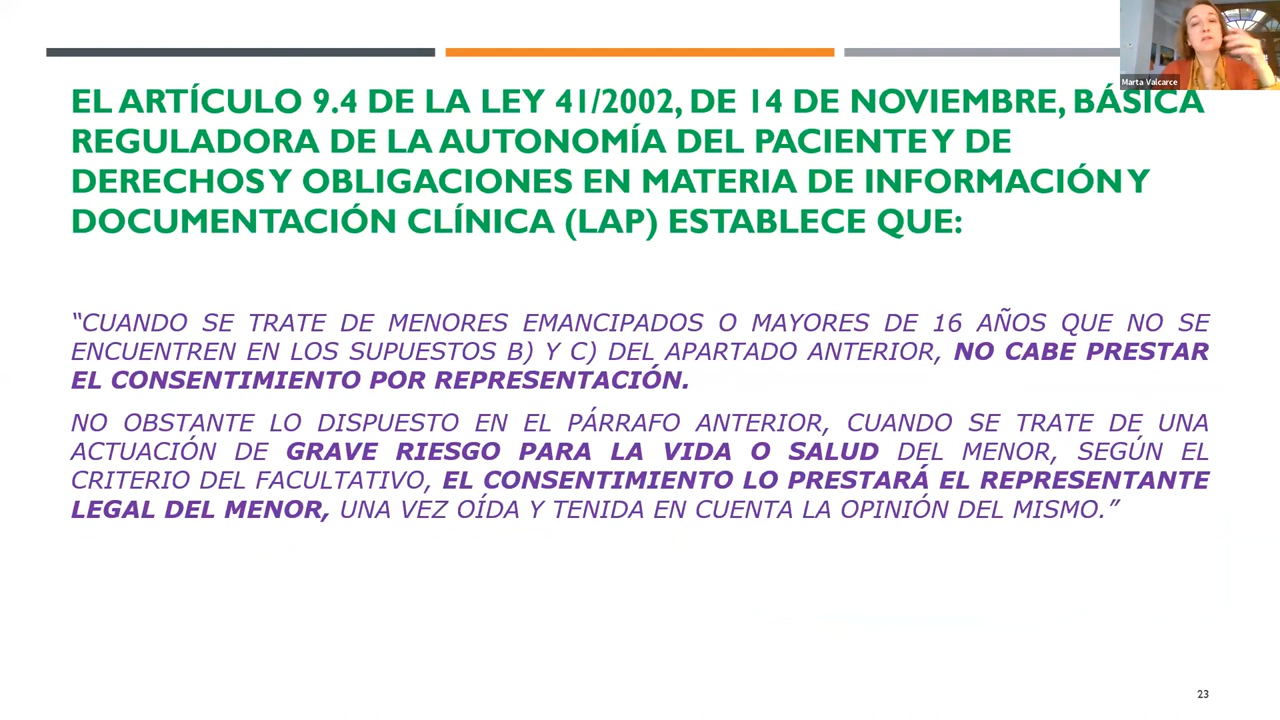 Marta Valcarce
EL ARTÍCULO 9.4 DE LA LEY 41/2002, DE 14 DE NOVIEMBRE, BÁSICA
REGULADORA DE LA AUTONOMÍA DEL PACIENTE Y DE
DERECHOS Y OBLIGACIONES EN MATERIA DE INFORMACIÓN Y
DOCUMENTACIÓN CLÍNICA (LAP) ESTABLECE QUE:
“CUANDO SE TRATE DE MENORES EMANCIPADOS O MAYORES DE 16 AÑOS QUE NO SE
ENCUENTREN EN LOS SUPUESTOS B) Y C) DEL APARTADO ANTERIOR, NO CABE PRESTAR
EL CONSENTIMIENTO POR REPRESENTACIÓN.
NO OBSTANTE LO DISPUESTO EN EL PÁRRAFO ANTERIOR, CUANDO SE TRATE DE UNA
ACTUACIÓN DE GRAVE RIESGO PARA LA VIDA O SALUD DEL MENOR, SEGÚN EL
CRITERIO DEL FACULTATIVO, EL CONSENTIMIENTO LO PRESTARÁ EL REPRESENTANTE
LEGAL DEL MENOR, UNA VEZ OÍDA Y TENIDA EN CUENTA LA OPINIÓN DEL MISMO.”
23